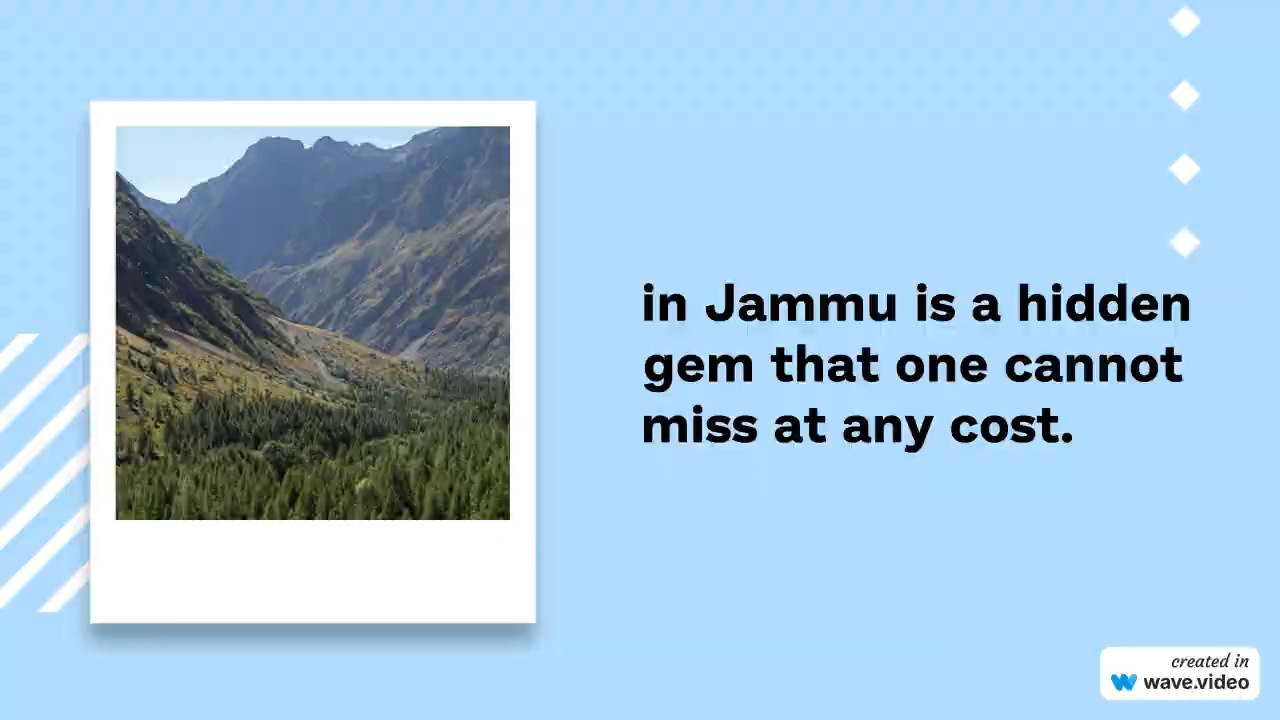 in Jammu is a hidden
gem that one cannot
miss at any cost.
created in
wave.video